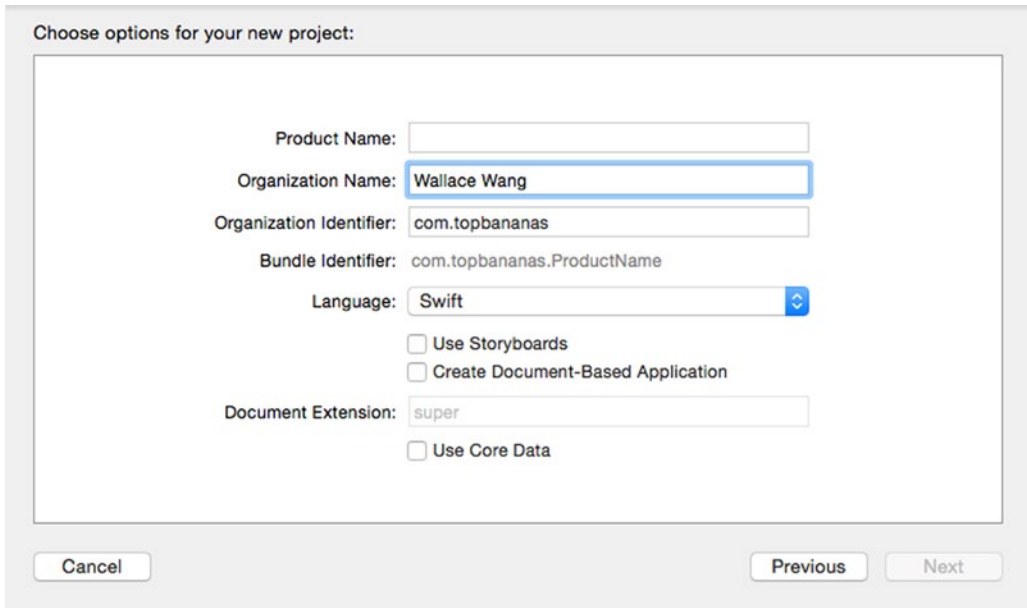 Choose options for your new project:
Product Name:
Organization Name: Wallace Wang
Organization Identifier: com.topbananas
Bundle Identifier: com.topbananas.ProductName
Language: Swift
Use Storyboards
Create Document-Based Application
Document Extension: super
Use Core Data
Cancel Previous Next